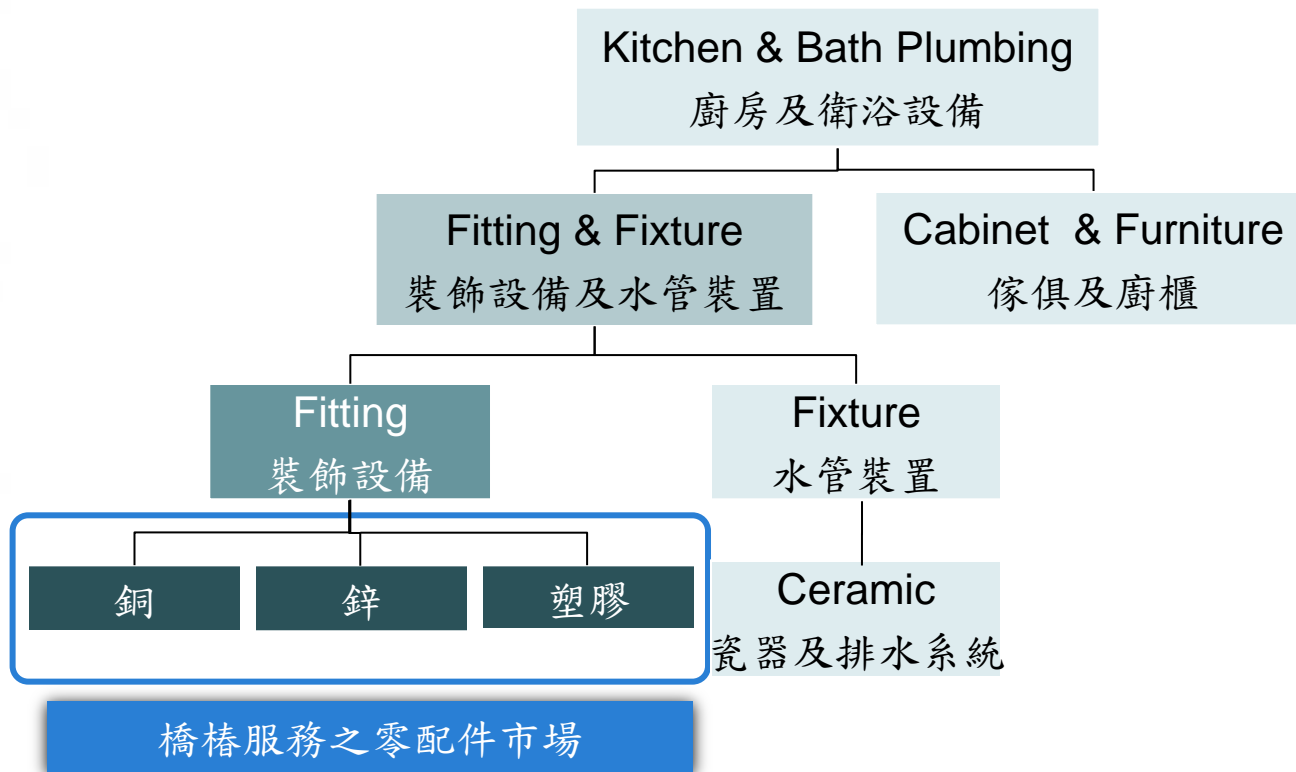 Kitchen & Bath Plumbing
廚房及衛浴設備
Fitting & Fixture
裝飾設備及水管裝置
Cabinet & Furniture
傢俱及廚櫃
Fitting
裝飾設備
Fixture
水管裝置
銅
鋅
塑膠
Ceramic
瓷器及排水系統
橋椿服務之零配件市場